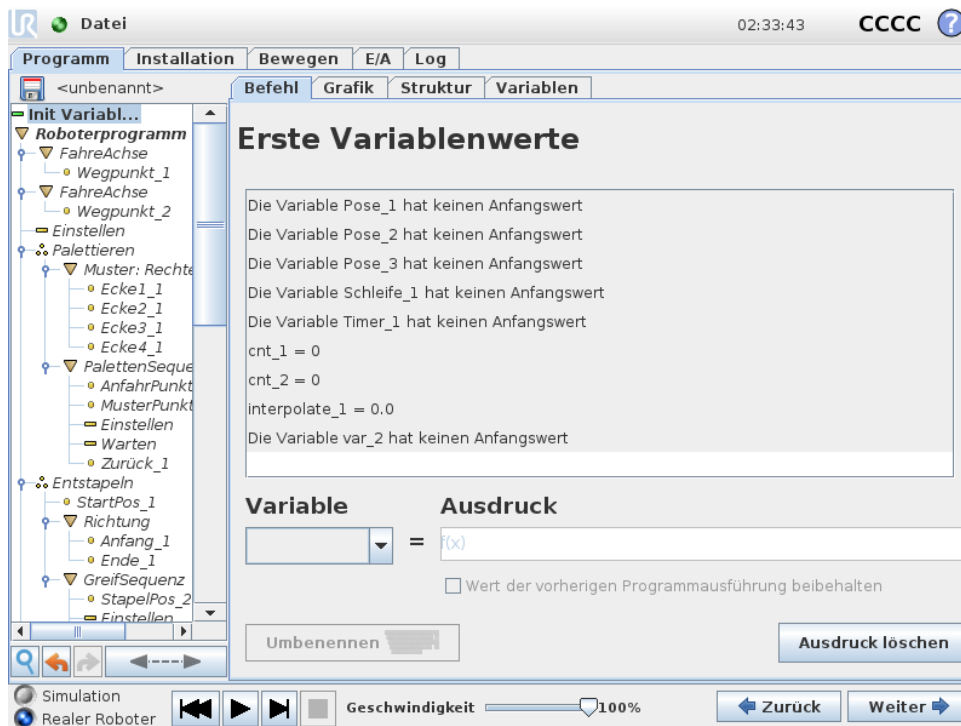 UR Datei 02:33:43 CCCC ?
Programm Installation Bewegen E/A Log
<unbenannt> Befehl Grafik Struktur Variablen
Init Variabl...
Roboterprogramm
FahreAchse
Wegpunkt_1
FahreAchse
Wegpunkt_2
Einstellen
Palettieren
Muster: Rechte
Ecke1_1
Ecke2_1
Ecke3_1
Ecke4_1
PalettenSeque
AnfahrPunkt
MusterPunkt
Einstellen
Warten
Zurück_1
Entstapeln
StartPos_1
Richtung
Anfang_1
Ende_1
GreifSequenz
StapelPos_2
Einstellen
Erste Variablenwerte
Die Variable Pose_1 hat keinen Anfangswert
Die Variable Pose_2 hat keinen Anfangswert
Die Variable Pose_3 hat keinen Anfangswert
Die Variable Schleife_1 hat keinen Anfangswert
Die Variable Timer_1 hat keinen Anfangswert
cnt_1 = 0
cnt_2 = 0
interpolate_1 = 0.0
Die Variable var_2 hat keinen Anfangswert
Variable Ausdruck
= f(x)
Wert der vorherigen Programmausführung beibehalten
Umbenennen Ausdruck löschen
Simulation
Realer Roboter
Geschwindigkeit 100% Zurück Weiter